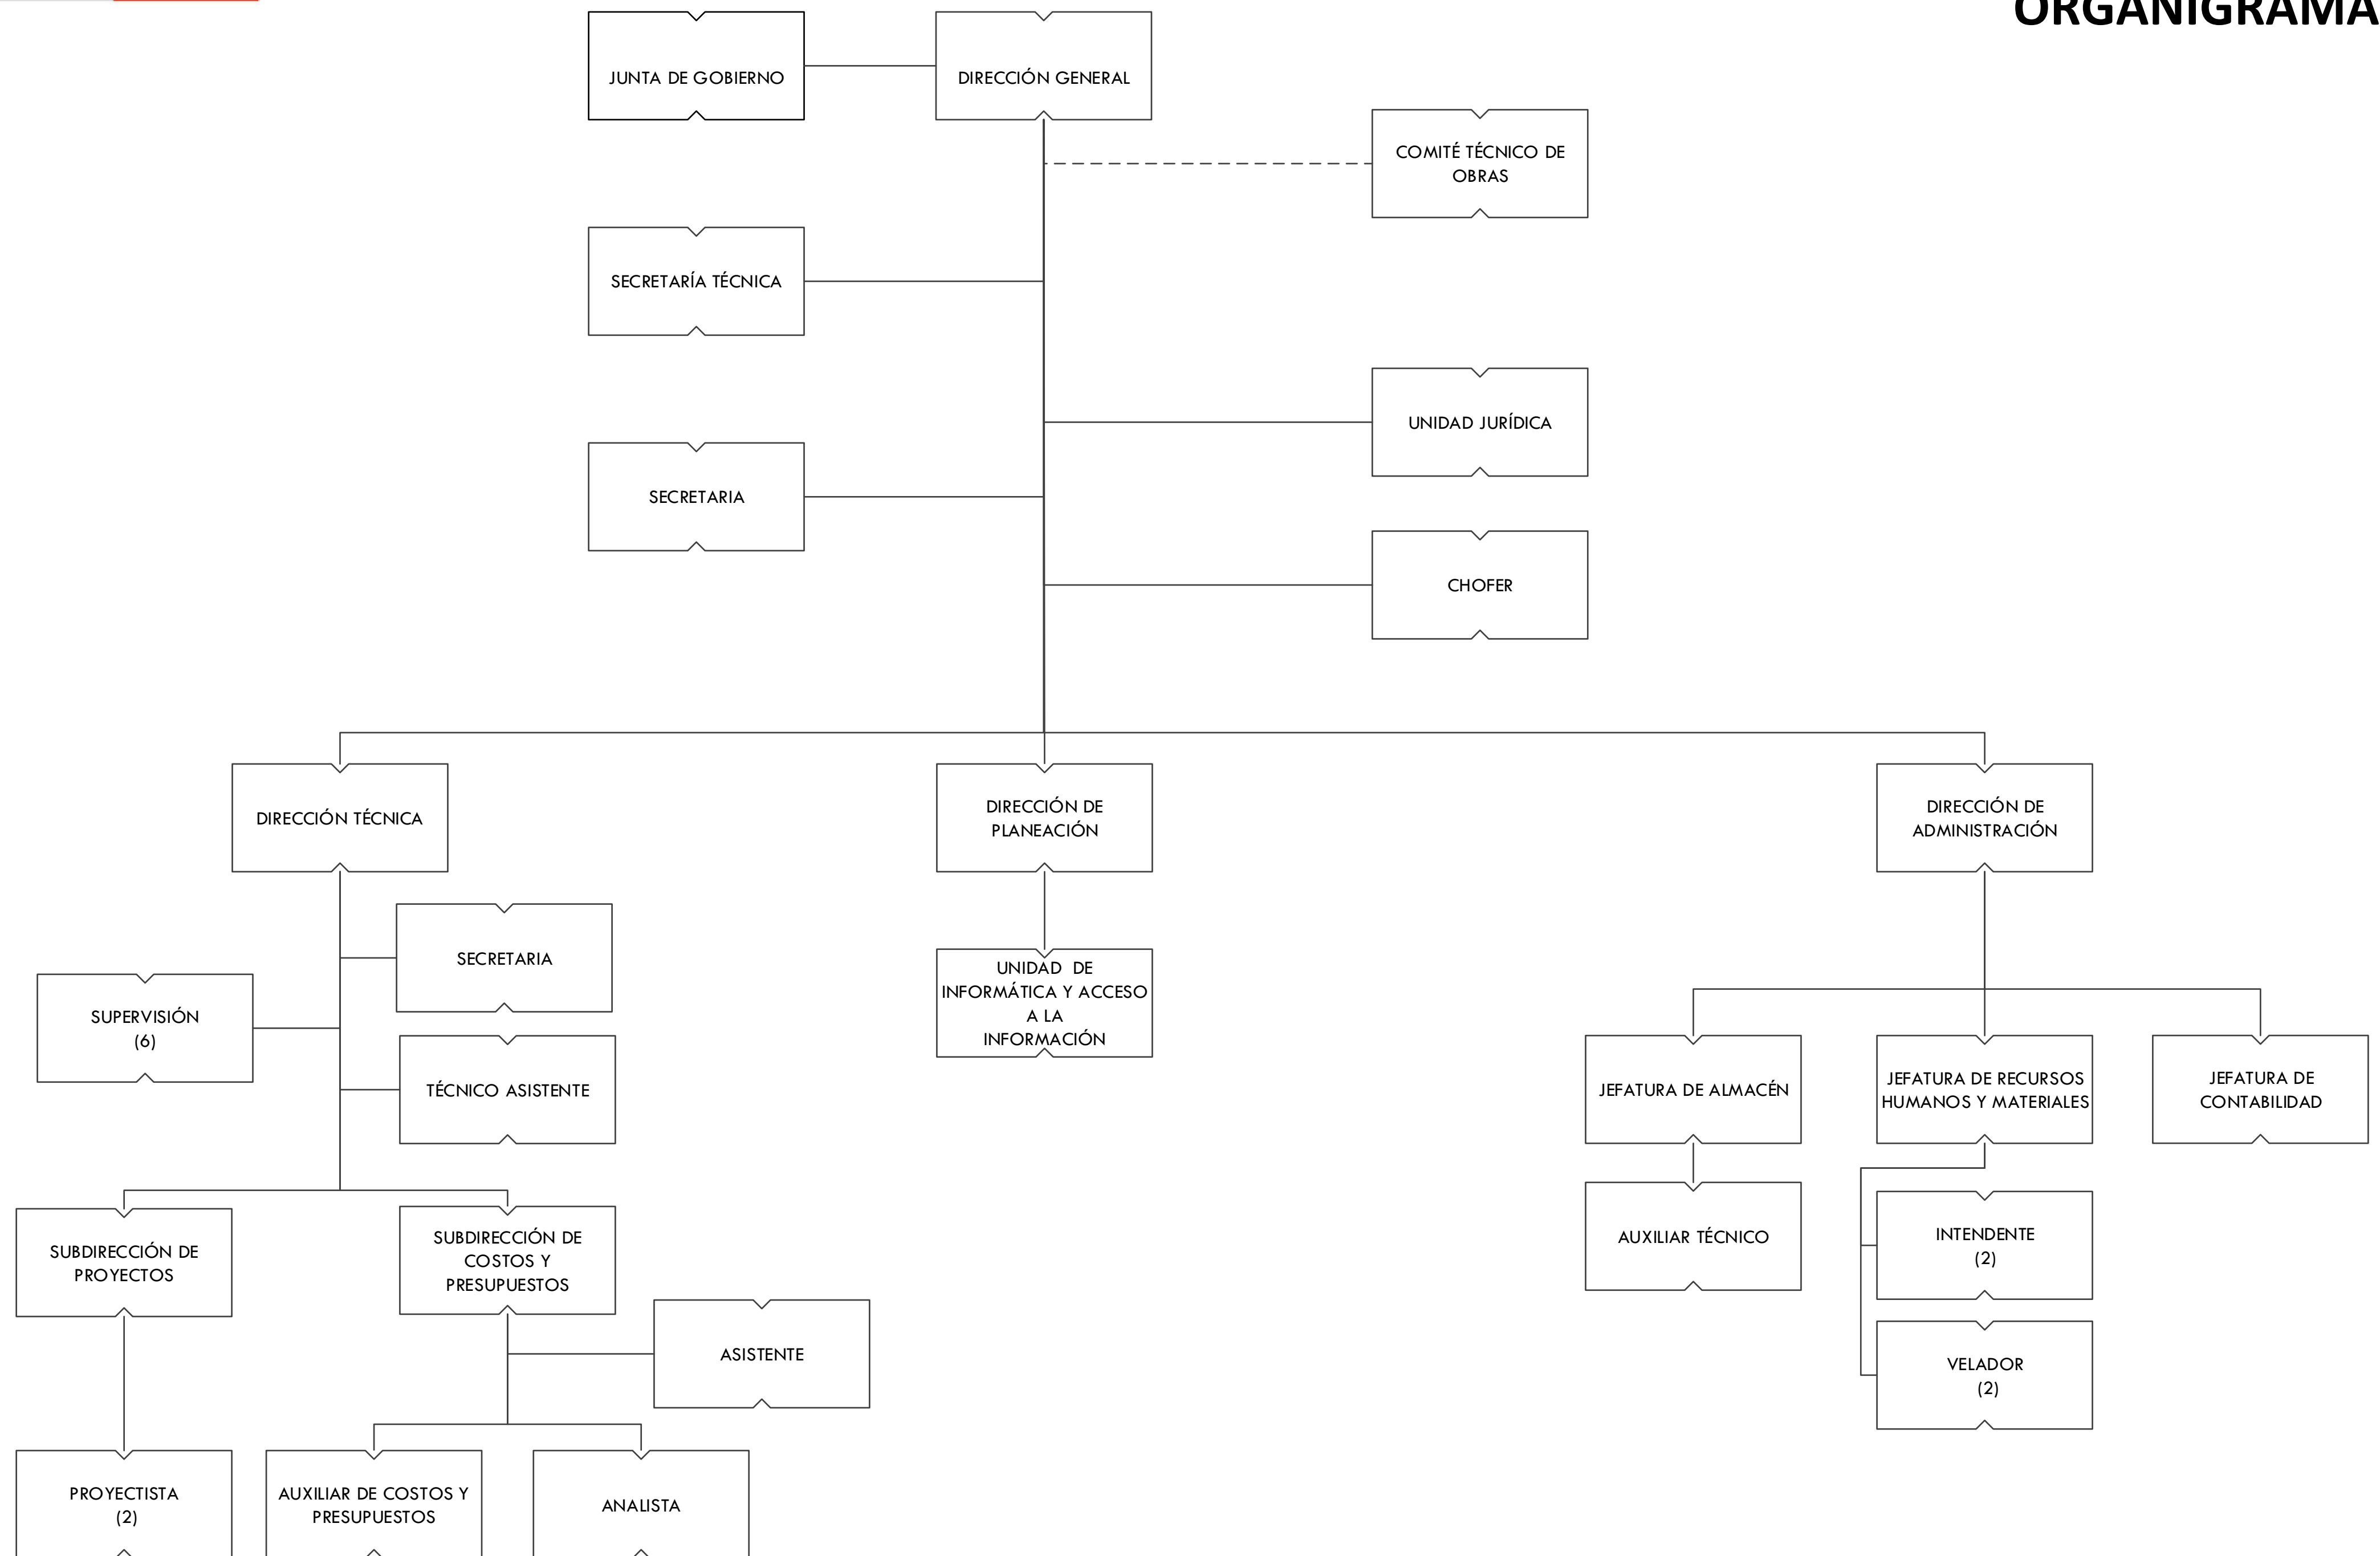 ORGANIGRAMA
JUNTA DE GOBIERNO
DIRECCIÓN GENERAL
COMITÉ TÉCNICO DE
OBRAS
SECRETARÍA TÉCNICA
UNIDAD JURÍDICA
SECRETARIA
CHOFER
DIRECCIÓN TÉCNICA
DIRECCIÓN DE
PLANEACIÓN
DIRECCIÓN DE
ADMINISTRACIÓN
SECRETARIA
SUPERVISIÓN
(6)
TÉCNICO ASISTENTE
UNIDAD DE
INFORMÁTICA Y ACCESO
A LA
INFORMACIÓN
JEFATURA DE ALMACÉN
JEFATURA DE RECURSOS
HUMANOS Y MATERIALES
JEFATURA DE
CONTABILIDAD
SUBDIRECCIÓN DE
PROYECTOS
SUBDIRECCIÓN DE
COSTOS Y
PRESUPUESTOS
AUXILIAR TÉCNICO
INTENDENTE
(2)
ASISTENTE
VELADOR
(2)
PROYECTISTA
(2)
AUXILIAR DE COSTOS Y
PRESUPUESTOS
ANALISTA